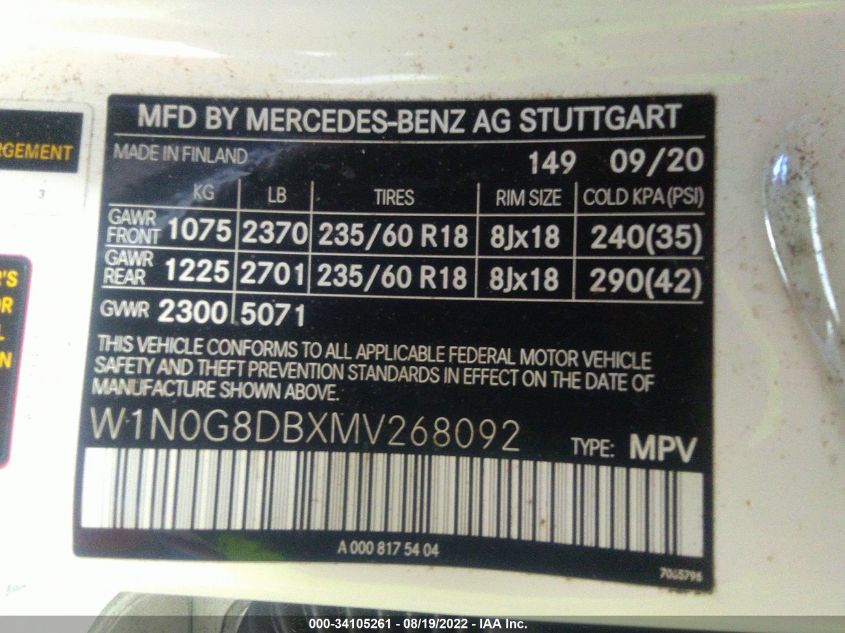 MFD BY MERCEDES-BENZ AG STUTTGART
RGEMENT
MADE IN FINLAND 149 09/20
3
KG LB TIRES RIM SIZE COLD KPA (PSI)
GAWR FRONT 1075 2370 235/60 R18 8Jx18 240(35)
GAWR REAR 1225 2701 235/60 R18 8Jx18 290(42)
GVWR 2300 5071
'S
OR
L
N
THIS VEHICLE CONFORMS TO ALL APPLICABLE FEDERAL MOTOR VEHICLE
SAFETY AND THEFT PREVENTION STANDARDS IN EFFECT ON THE DATE OF
MANUFACTURE SHOWN ABOVE.
W1N0G8DBXMV268092 TYPE: MPV
A 000 817 54 04
000-34105261 - 08/19/2022 - IAA Inc.